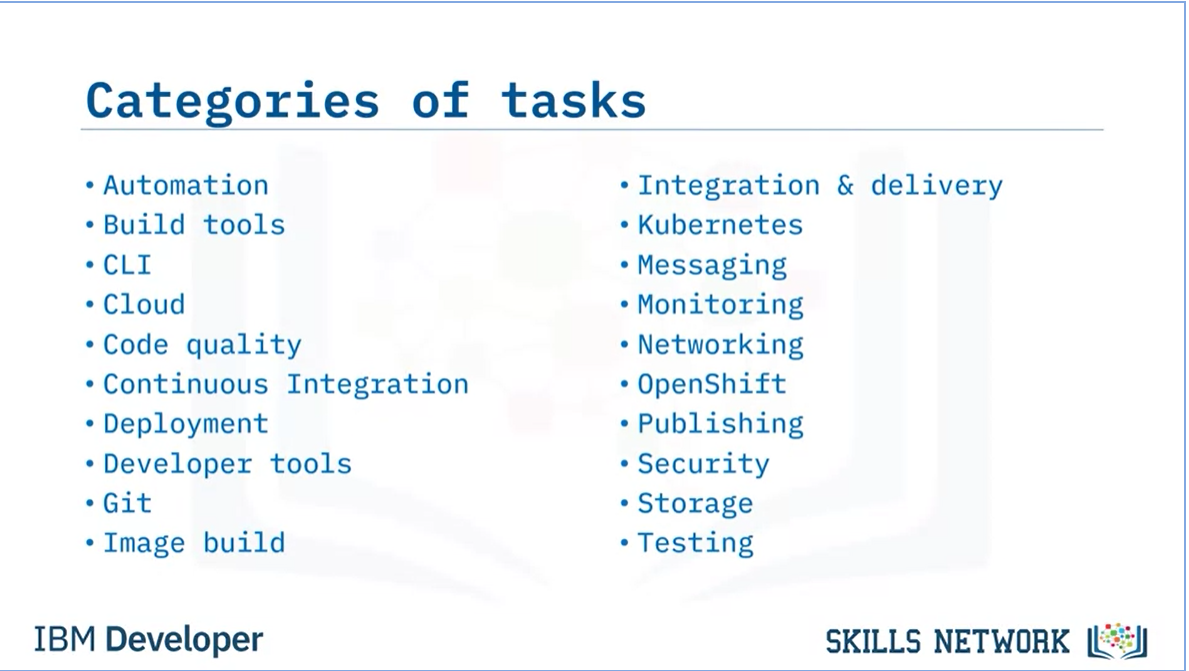 Categories of tasks
• Automation
• Build tools
• CLI
• Cloud
• Code quality
• Continuous Integration
• Deployment
• Developer tools
• Git
• Image build
• Integration & delivery
• Kubernetes
• Messaging
• Monitoring
• Networking
• OpenShift
• Publishing
• Security
• Storage
• Testing
IBM Developer
SKILLS NETWORK